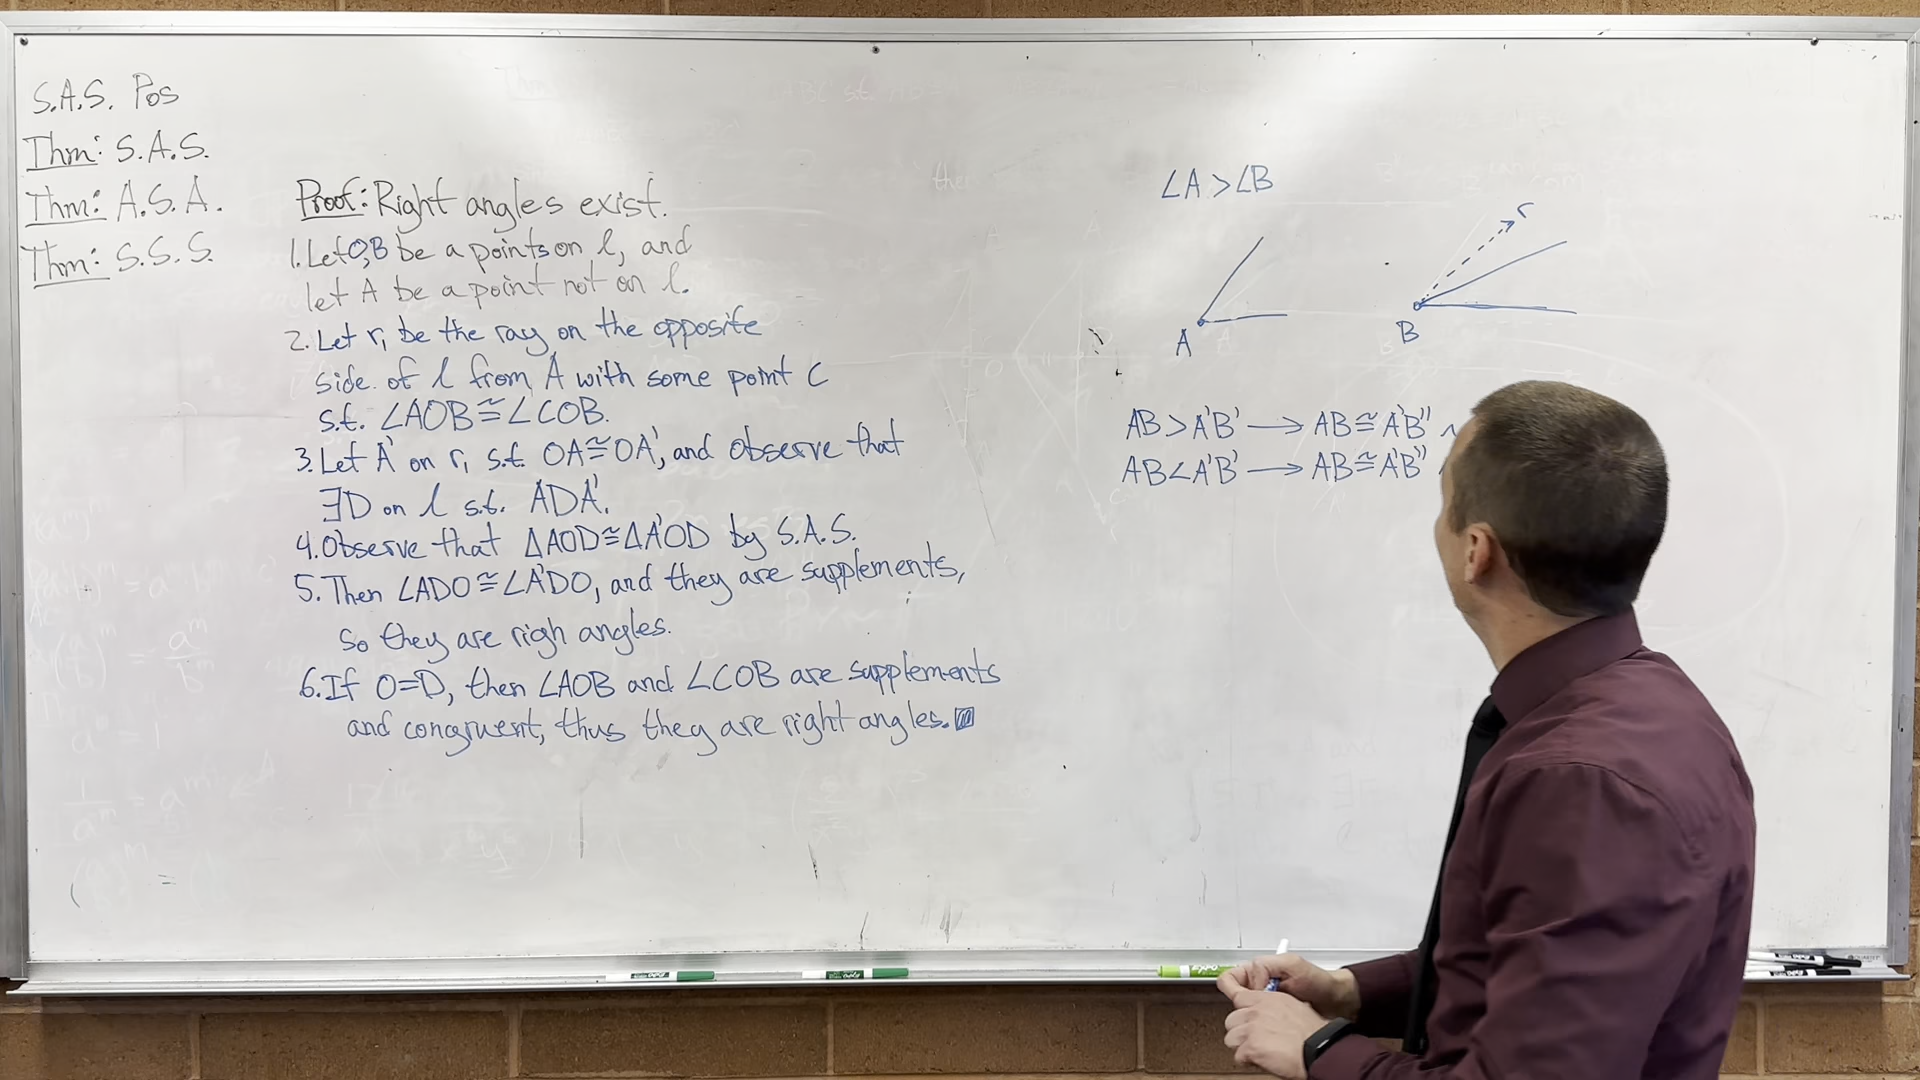 S.A.S. Pos
Thm: S.A.S.
Thm: A.S.A.
Thm: S.S.S.
Proof: Right angles exist.
1. Let O,B be a points on l, and
let A be a point not on l.
2. Let r₁ be the ray on the opposite
side of l from A with some point C
s.t. ∠AOB≅∠COB.
3. Let A' on r₁ s.t. OA≅OA', and observe that
∃D on l s.t. ADA'.
4. Observe that ΔAOD≅ΔA'OD by S.A.S.
5. Then ∠ADO≅∠A'DO, and they are supplements,
so they are righ angles.
6. If O=D, then ∠AOB and ∠COB are supplements
and congruent, thus they are right angles.
∠A>∠B
r
A
B
AB>A'B' → AB≅A'B''
AB<A'B' → AB≅A'B''
EXPO